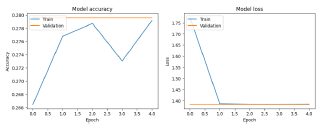 Model accuracy
Train
Validation
0.280
0.278
0.276
0.274
0.272
0.270
0.268
0.266
Accuracy
0.0 0.5 1.0 1.5 2.0 2.5 3.0 3.5 4.0
Epoch
Model loss
Train
Validation
1.75
1.70
1.65
1.60
1.55
1.50
1.45
1.40
Loss
0.0 0.5 1.0 1.5 2.0 2.5 3.0 3.5 4.0
Epoch